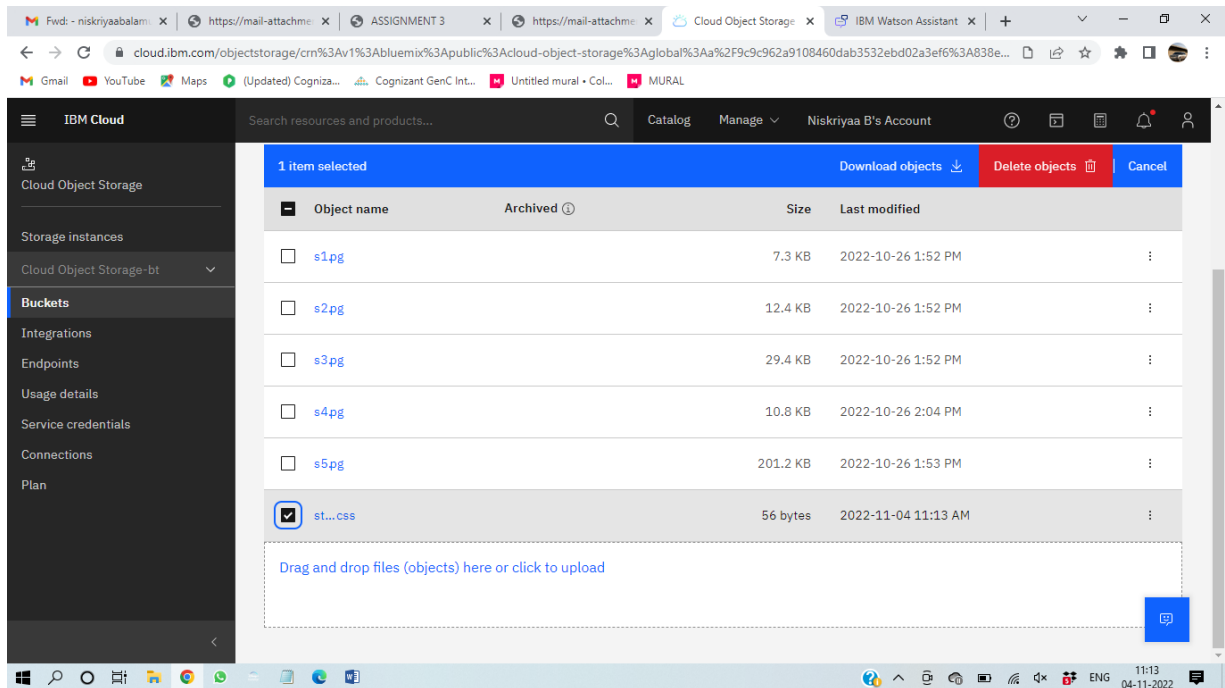 Fwd: - niskriyaabalam
https://mail-attachme
ASSIGNMENT 3
https://mail-attachme
Cloud Object Storage
IBM Watson Assistant
cloud.ibm.com/objectstorage/crn%3Av1%3Abluemix%3Apublic%3Acloud-object-storage%3Aglobal%3Aa%2F9c9c962a9108460dab3532ebd02a3ef6%3A838e...
Gmail
YouTube
Maps
(Updated) Cogniza...
Cognizant GenC Int...
Untitled mural • Col...
MURAL
IBM Cloud
Search resources and products...
Catalog
Manage
Niskriyaa B's Account
Cloud Object Storage
Storage instances
Cloud Object Storage-bt
Buckets
Integrations
Endpoints
Usage details
Service credentials
Connections
Plan
1 item selected
Download objects
Delete objects
Cancel
Object name Archived Size Last modified
s1.pg 7.3 KB 2022-10-26 1:52 PM
s2.pg 12.4 KB 2022-10-26 1:52 PM
s3.pg 29.4 KB 2022-10-26 1:52 PM
s4.pg 10.8 KB 2022-10-26 2:04 PM
s5.pg 201.2 KB 2022-10-26 1:53 PM
st...css 56 bytes 2022-11-04 11:13 AM
Drag and drop files (objects) here or click to upload
ENG
11:13
04-11-2022